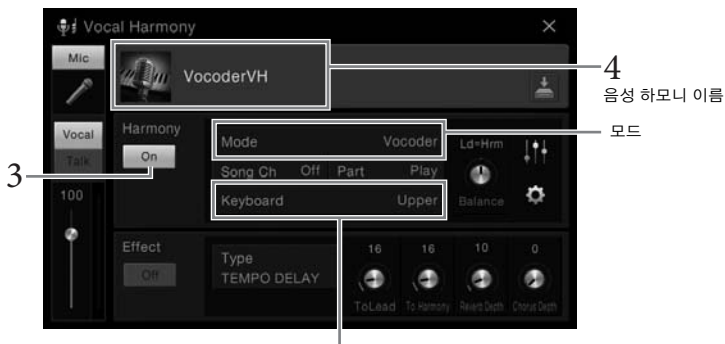 Vocal Harmony
Mic
VocoderVH
4
음성 하모니 이름
Vocal
Talk
Harmony
On
Mode Vocoder
모드
Ld=Hrm
3
Song Ch Off Part Play
Keyboard Upper
Balance
100
Effect
Off
Type
TEMPO DELAY
16 16 10 0
ToLead To Harmony Reverb Depth Chorus Depth